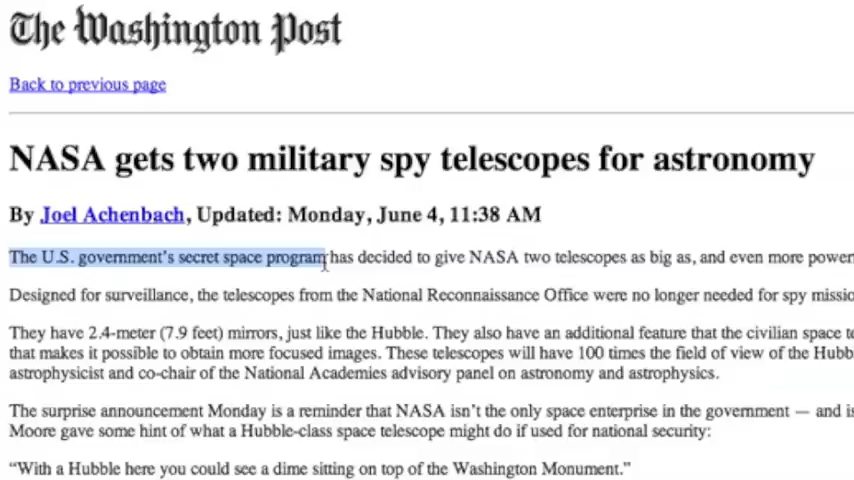 The Washington Post
Back to previous page
NASA gets two military spy telescopes for astronomy
By Joel Achenbach, Updated: Monday, June 4, 11:38 AM
The U.S. government's secret space program has decided to give NASA two telescopes as big as, and even more
Designed for surveillance, the telescopes from the National Reconnaissance Office were no longer needed for spy
They have 2.4-meter (7.9 feet) mirrors, just like the Hubble. They also have an additional feature that the civilian space
that makes it possible to obtain more focused images. These telescopes will have 100 times the field of view of the
astrophysicist and co-chair of the National Academies advisory panel on astronomy and astrophysics.
The surprise announcement Monday is a reminder that NASA isn't the only space enterprise in the government — and
Moore gave some hint of what a Hubble-class space telescope might do if used for national security:
“With a Hubble here you could see a dime sitting on top of the Washington Monument.”